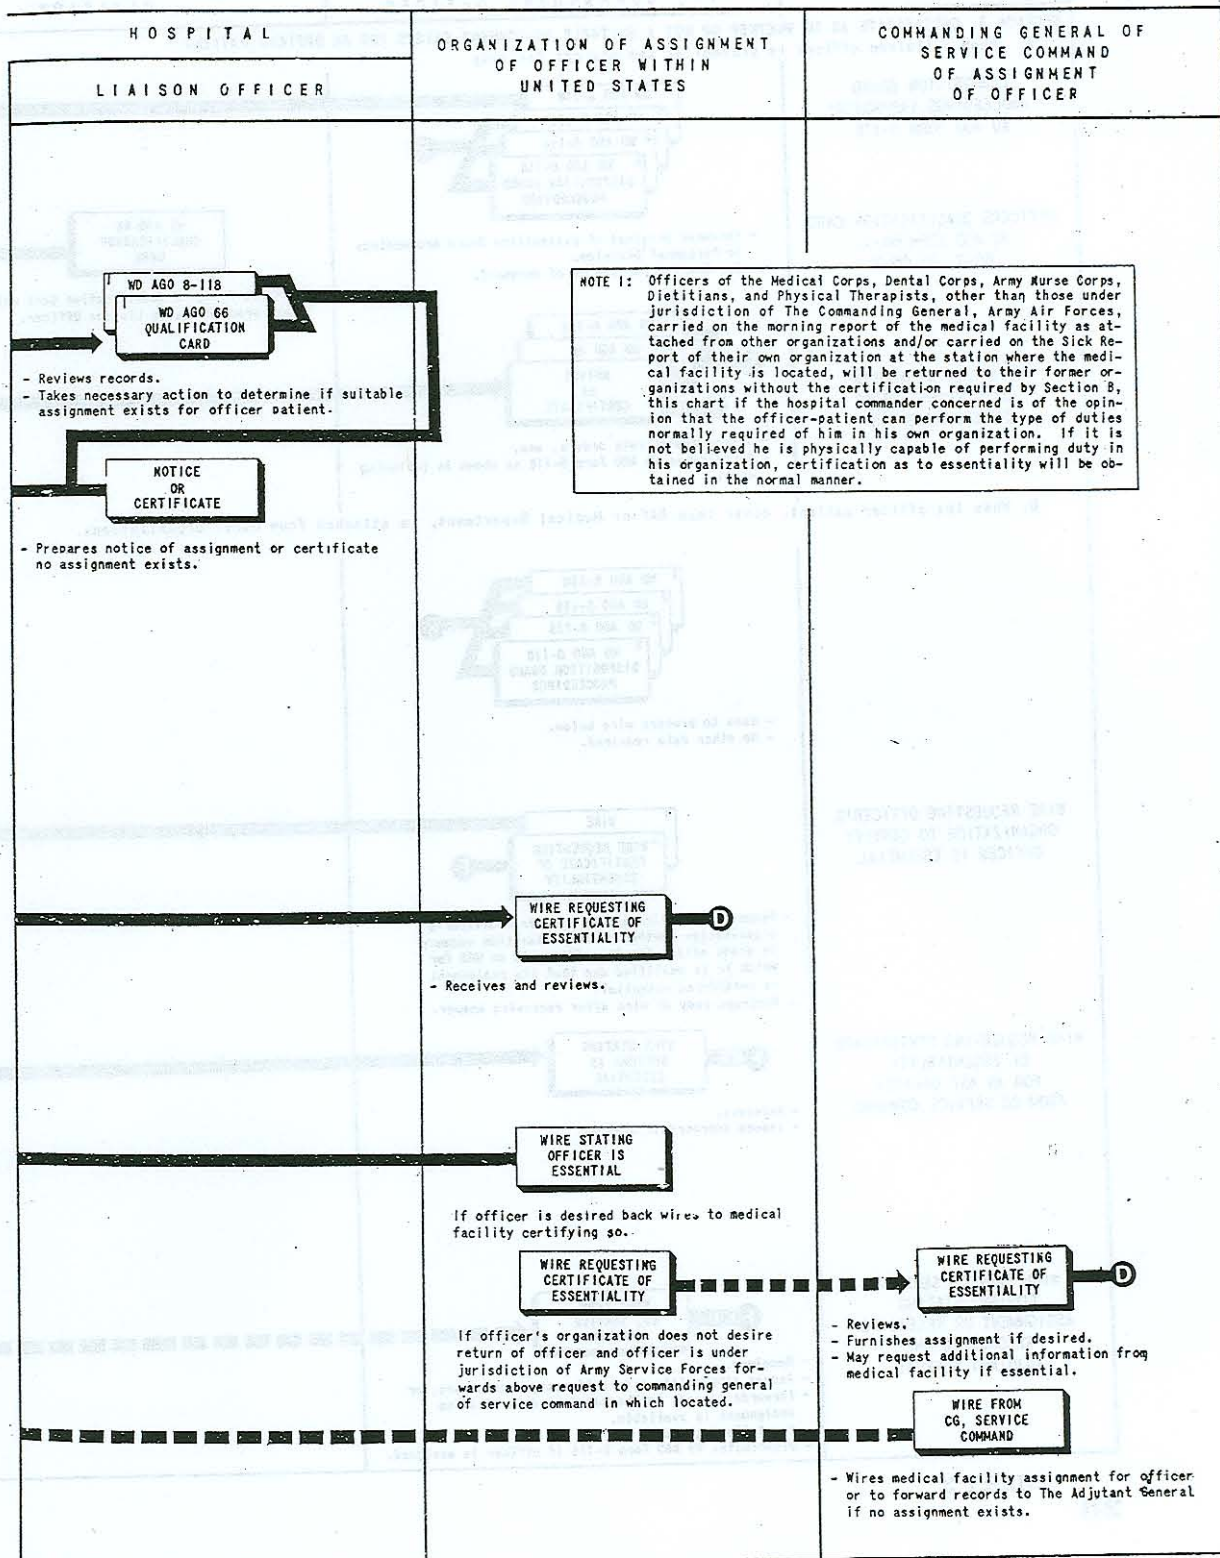 HOSPITAL
LIAISON OFFICER
ORGANIZATION OF ASSIGNMENT
OF OFFICER WITHIN
UNITED STATES
COMMANDING GENERAL OF
SERVICE COMMAND
OF ASSIGNMENT
OF OFFICER
WD AGO 8-118
WD AGO 66
QUALIFICATION
CARD
- Reviews records.
- Takes necessary action to determine if suitable
assignment exists for officer patient.
NOTICE
OR
CERTIFICATE
- Prepares notice of assignment or certificate
no assignment exists.
NOTE 1: Officers of the Medical Corps, Dental Corps, Army Nurse Corps,
Dietitians, and Physical Therapists, other than those under
jurisdiction of The Commanding General, Army Air Forces,
carried on the morning report of the medical facility as at-
tached from other organizations and/or carried on the Sick Re-
port of their own organization at the station where the medi-
cal facility is located, will be returned to their former or-
ganizations without the certification required by Section B,
this chart if the hospital commander concerned is of the opin-
ion that the officer-patient can perform the type of duties
normally required of him in his own organization. If it is
not believed he is physically capable of performing duty in
his organization, certification as to essentiality will be ob-
tained in the normal manner.
WIRE REQUESTING
CERTIFICATE OF
ESSENTIALITY
D
- Receives and reviews.
WIRE STATING
OFFICER IS
ESSENTIAL
If officer is desired back wires to medical
facility certifying so.
WIRE REQUESTING
CERTIFICATE OF
ESSENTIALITY
If officer's organization does not desire
return of officer and officer is under
jurisdiction of Army Service Forces for-
wards above request to commanding general
of service command in which located.
WIRE REQUESTING
CERTIFICATE OF
ESSENTIALITY
D
- Reviews.
- Furnishes assignment if desired.
- May request additional information from
medical facility if essential.
WIRE FROM
CG, SERVICE
COMMAND
- Wires medical facility assignment for officer
or to forward records to The Adjutant General
if no assignment exists.